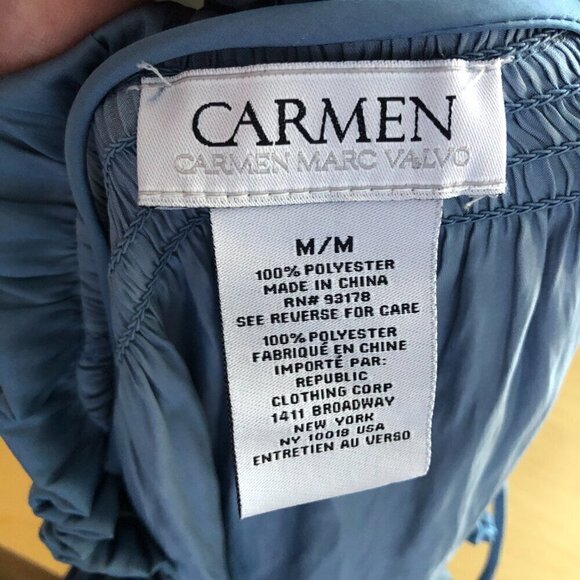 CARMEN
CARMEN MARC VALVO
M/M
100% POLYESTER
MADE IN CHINA
RN# 93178
SEE REVERSE FOR CARE
100% POLYESTER
FABRIQUÉ EN CHINE
IMPORTÉ PAR:
REPUBLIC
CLOTHING CORP
1411 BROADWAY
NEW YORK
NY 10018 USA
ENTRETIEN AU VERSO